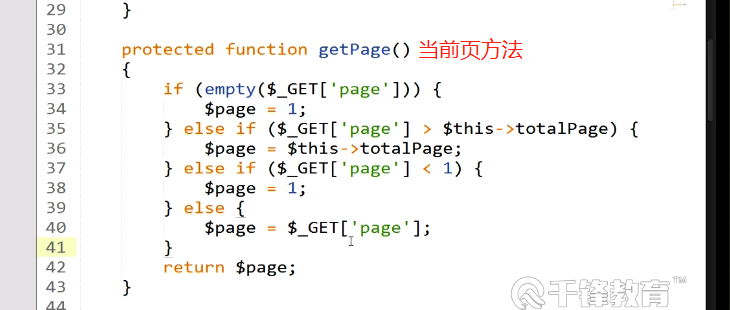 29 }
30
31 protected function getPage() 当前页方法
32 {
33 if (empty($_GET['page'])) {
34 $page = 1;
35 } else if ($_GET['page'] > $this->totalPage) {
36 $page = $this->totalPage;
37 } else if ($_GET['page'] < 1) {
38 $page = 1;
39 } else {
40 $page = $_GET['page'];
41 }
42 return $page;
43 }
44
千锋教育™